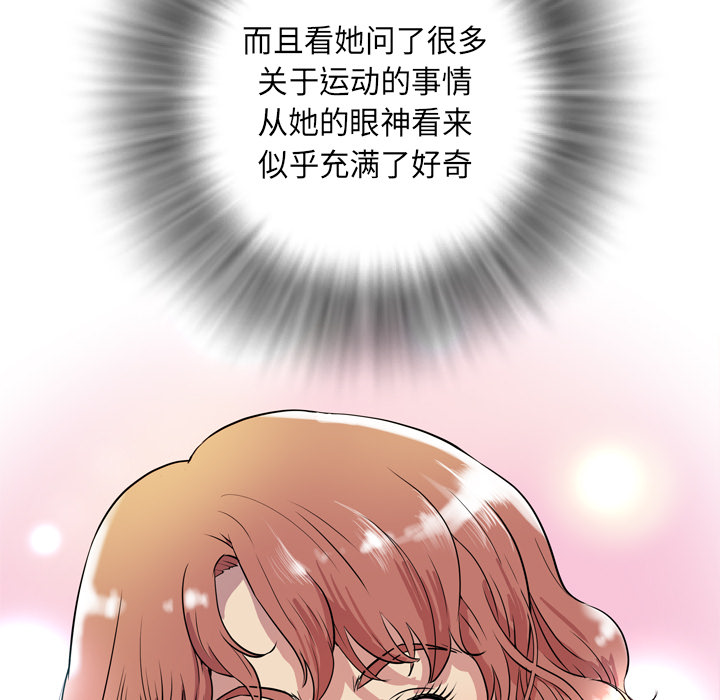 而且看她问了很多
关于运动的事情
从她的眼神看来
似乎充满了好奇